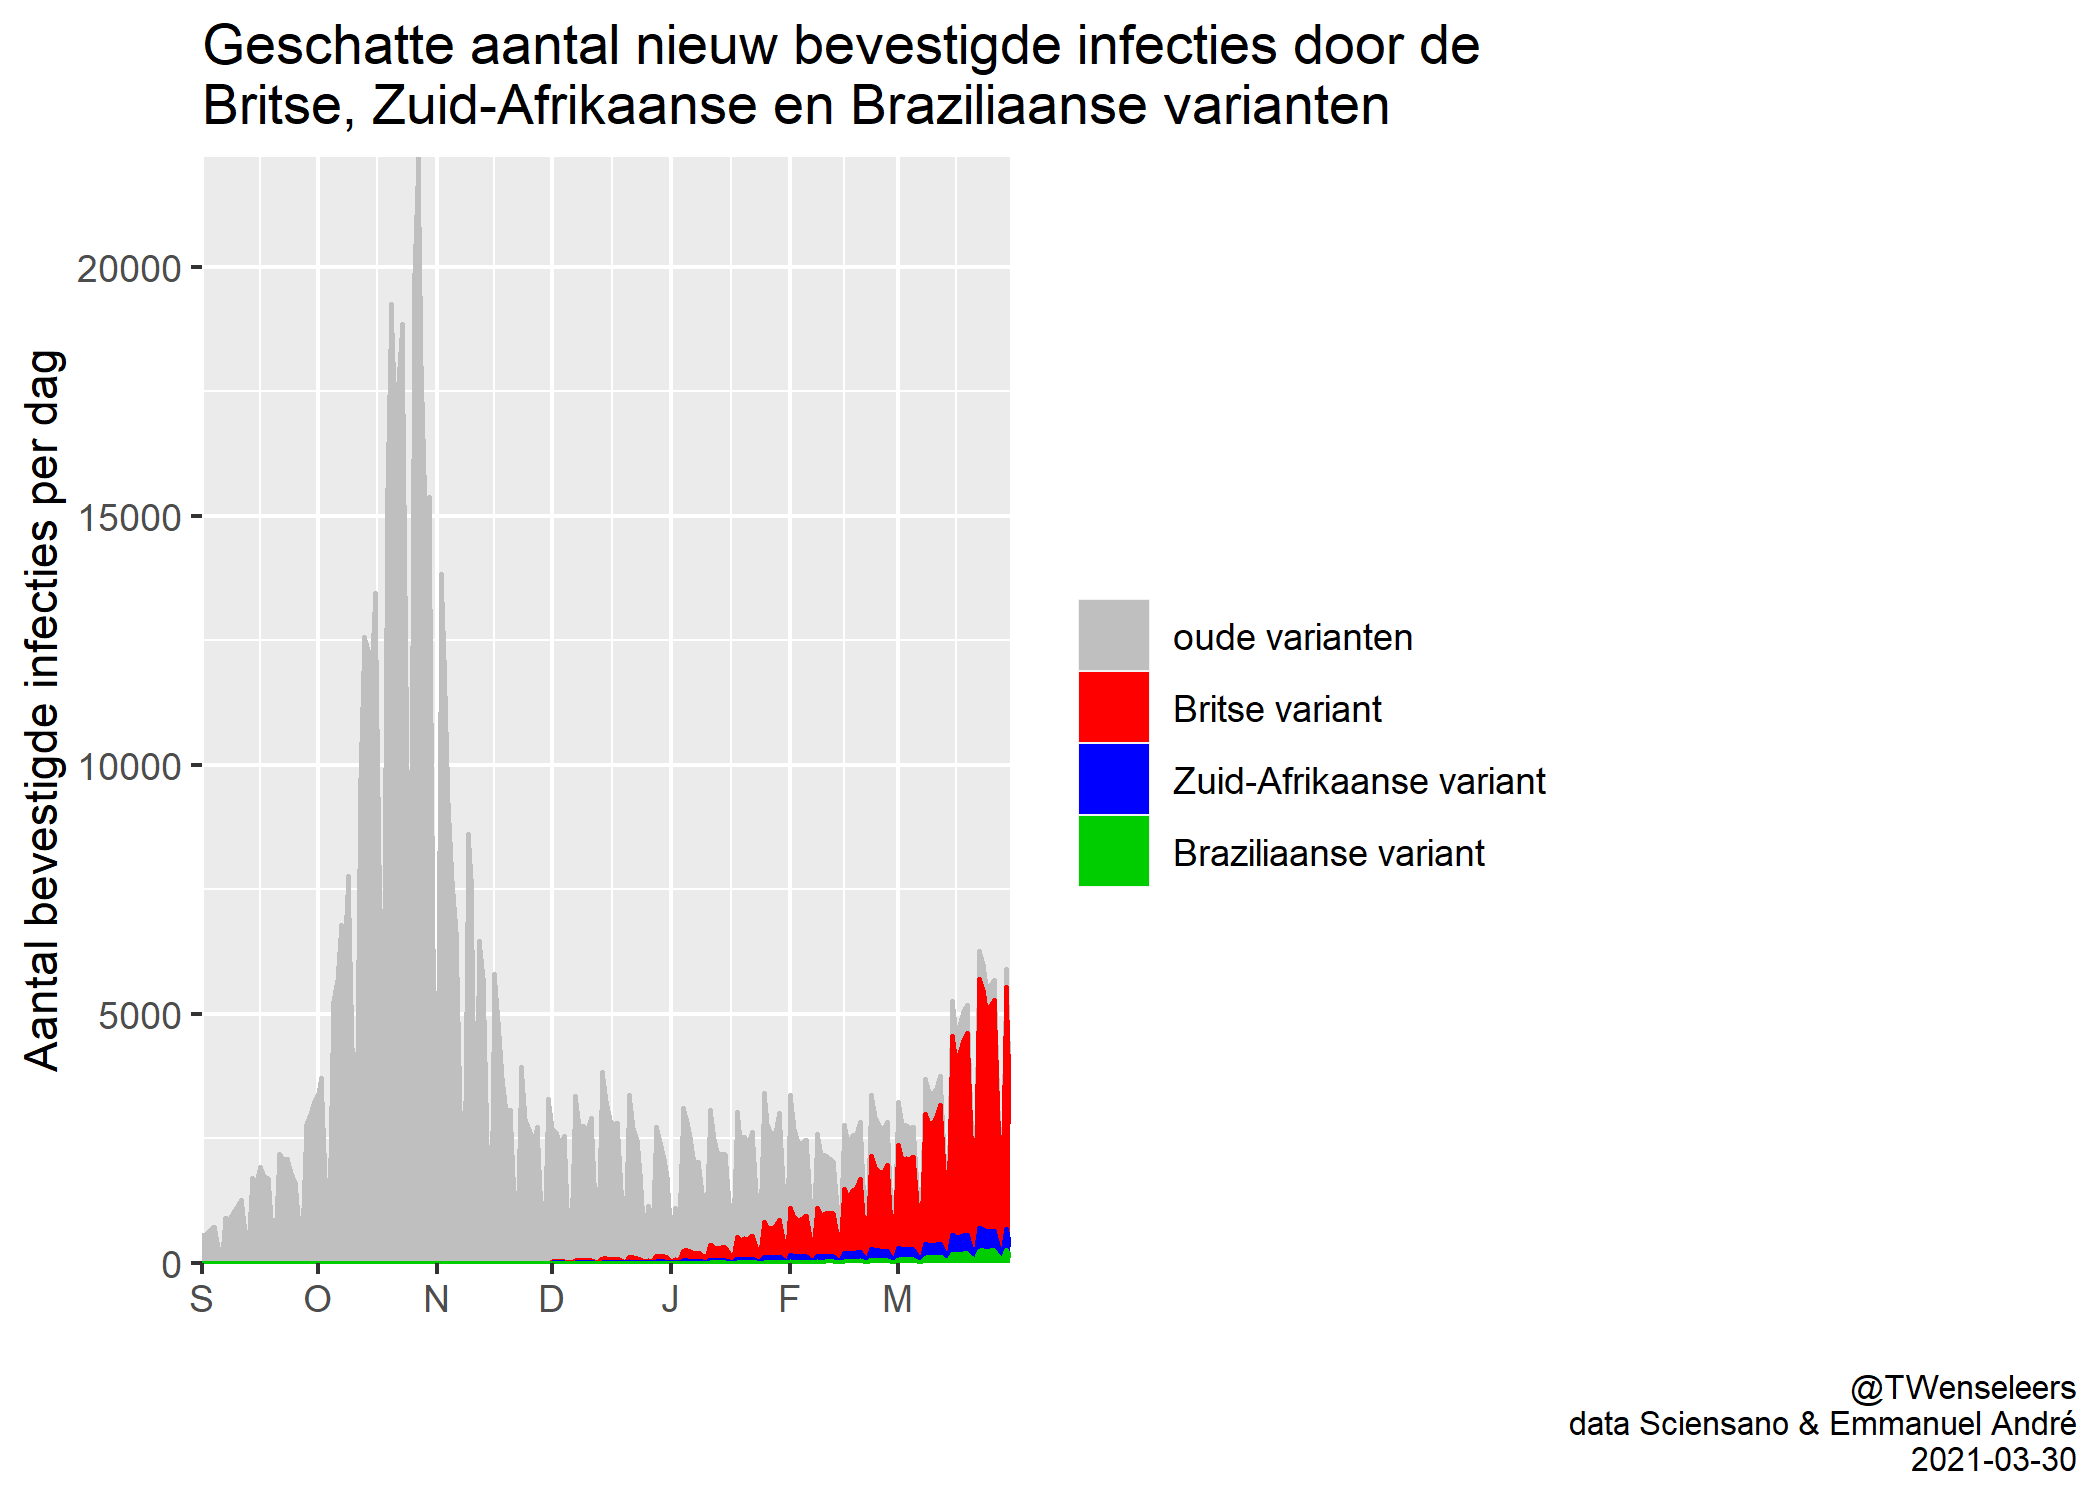 Geschatte aantal nieuw bevestigde infecties door de
Britse, Zuid-Afrikaanse en Braziliaanse varianten
Aantal bevestigde infecties per dag
20000
15000
10000
5000
0
S
O
N
D
J
F
M
oude varianten
Britse variant
Zuid-Afrikaanse variant
Braziliaanse variant
@TWenseleers
data Sciensano & Emmanuel André
2021-03-30